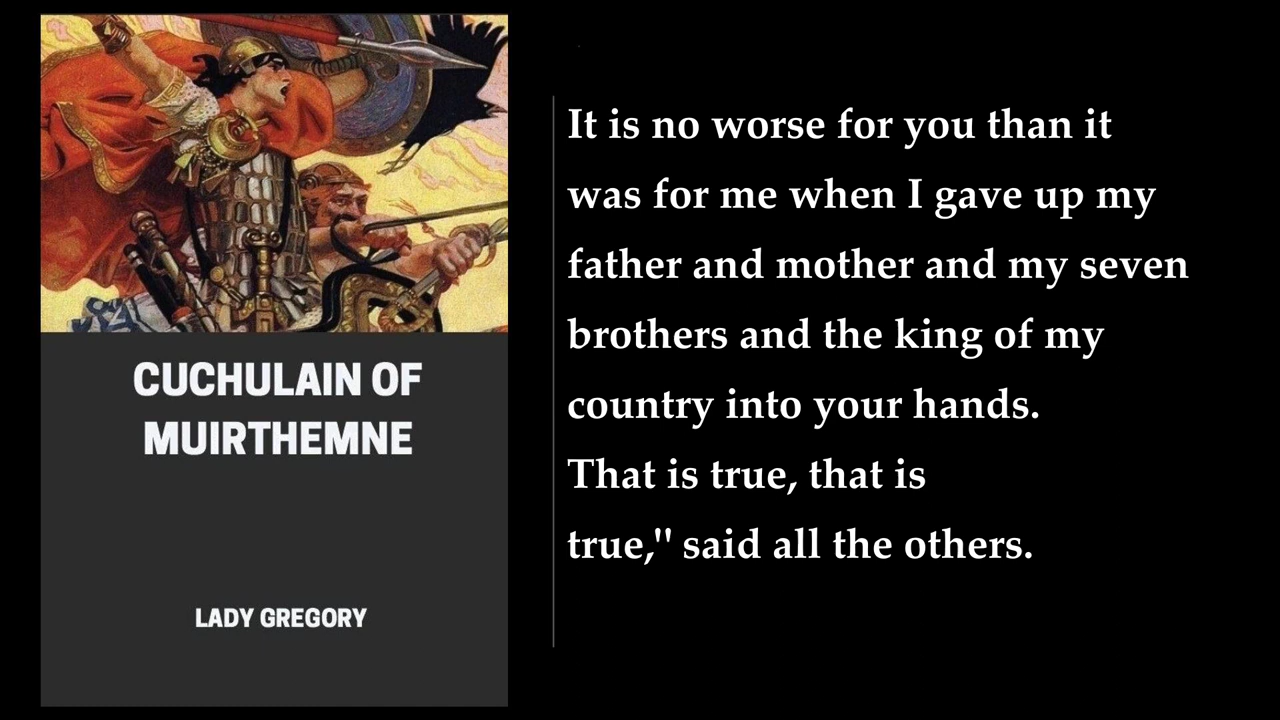 CUCHULAIN OF
MUIRTHEMNE
LADY GREGORY
It is no worse for you than it
was for me when I gave up my
father and mother and my seven
brothers and the king of my
country into your hands.
That is true, that is
true," said all the others.